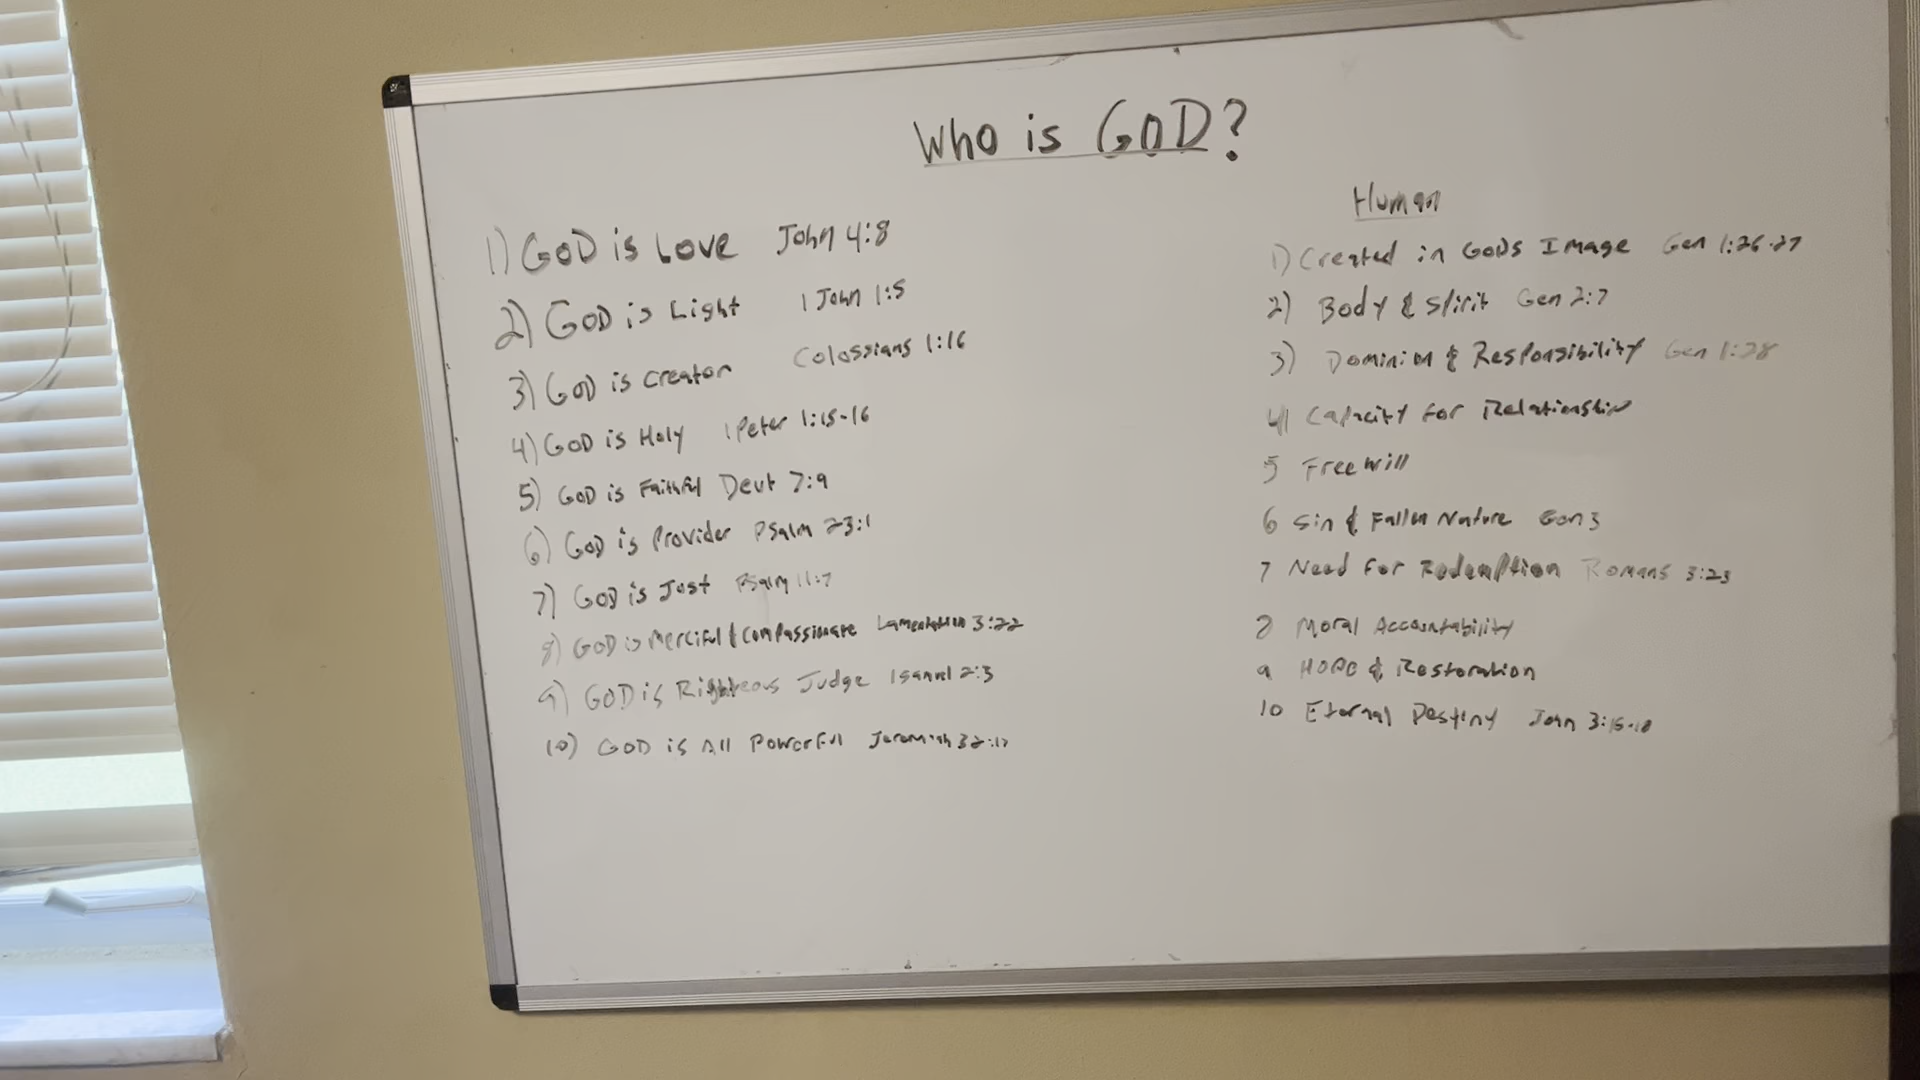 Who is GOD?
1) GOD is Love John 4:8
2) GOD is Light 1 John 1:5
3) GOD is Creator Colossians 1:16
4) GOD is Holy 1 Peter 1:15-16
5) GOD is Faithful Deut 7:9
6) GOD is Provider Psalm 23:1
7) GOD is Just Psalm 11:7
8) GOD is Merciful & Compassionate Lamentation 3:22
9) GOD is Righteous Judge 1 Samuel 2:3
10) GOD is All Powerful Jeremiah 32:17
Human
1) Created in GODS Image Gen 1:26-27
2) Body & Spirit Gen 2:7
3) Dominion & Responsibility Gen 1:28
4) Capacity for Relationship
5 Free will
6 Sin & Fallen Nature Gen 3
7 Need For Redemption Romans 3:23
8 Moral Accountability
9 HOPE & Restoration
10 Eternal Destiny John 3:15-18